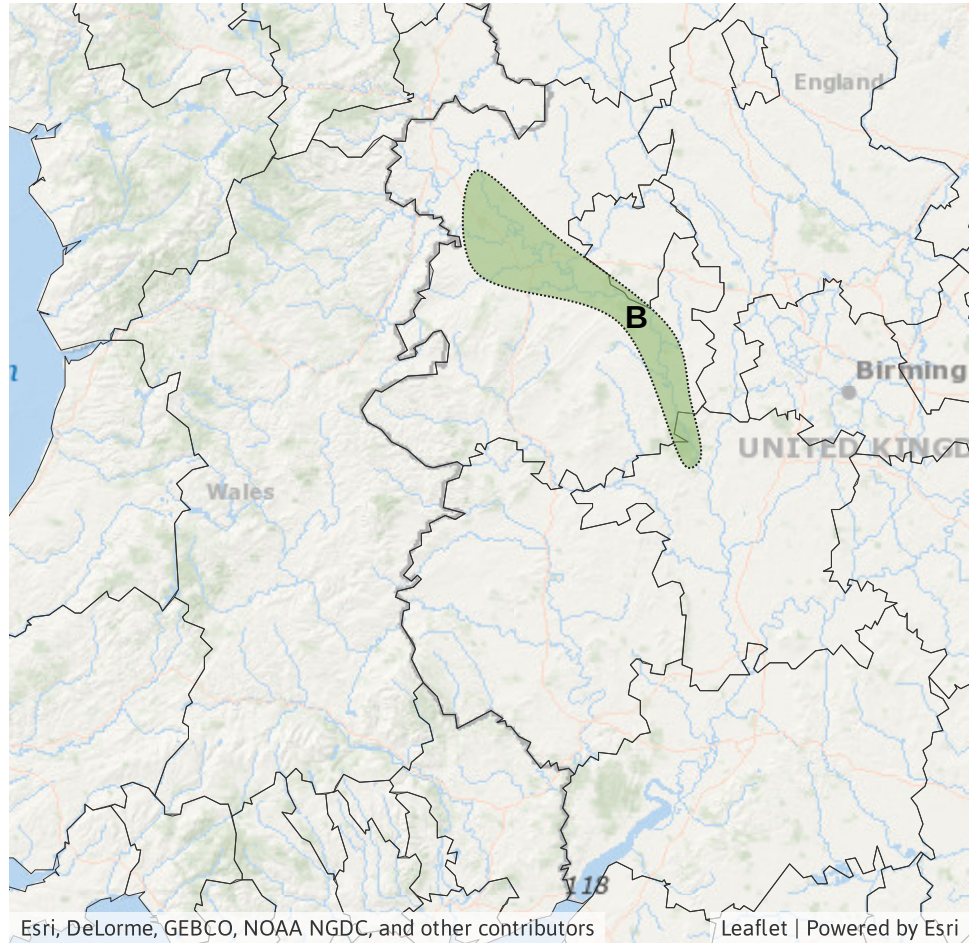 England
B
Birming
UNITED KINGD
Wales
n
118
Esri, DeLorme, GEBCO, NOAA NGDC, and other contributors
Leaflet | Powered by Esri